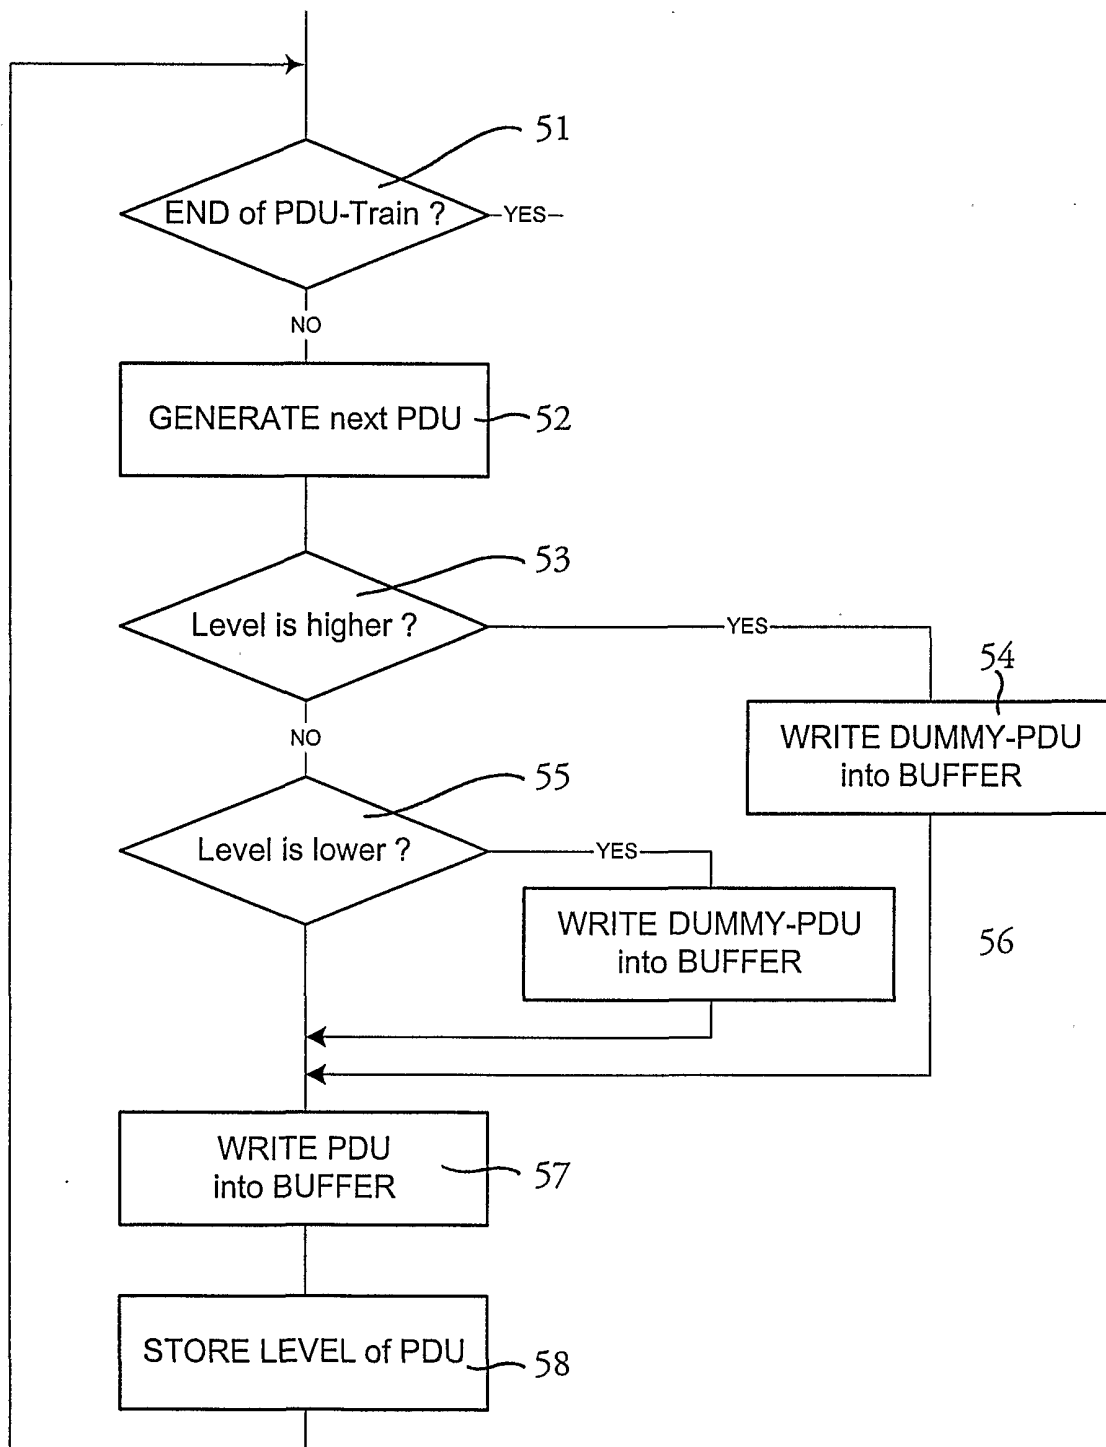 51
END of PDU-Train ?
YES
NO
GENERATE next PDU
52
53
Level is higher ?
YES
54
NO
WRITE DUMMY-PDU
into BUFFER
55
Level is lower ?
YES
WRITE DUMMY-PDU
into BUFFER
56
WRITE PDU
into BUFFER
57
STORE LEVEL of PDU
58